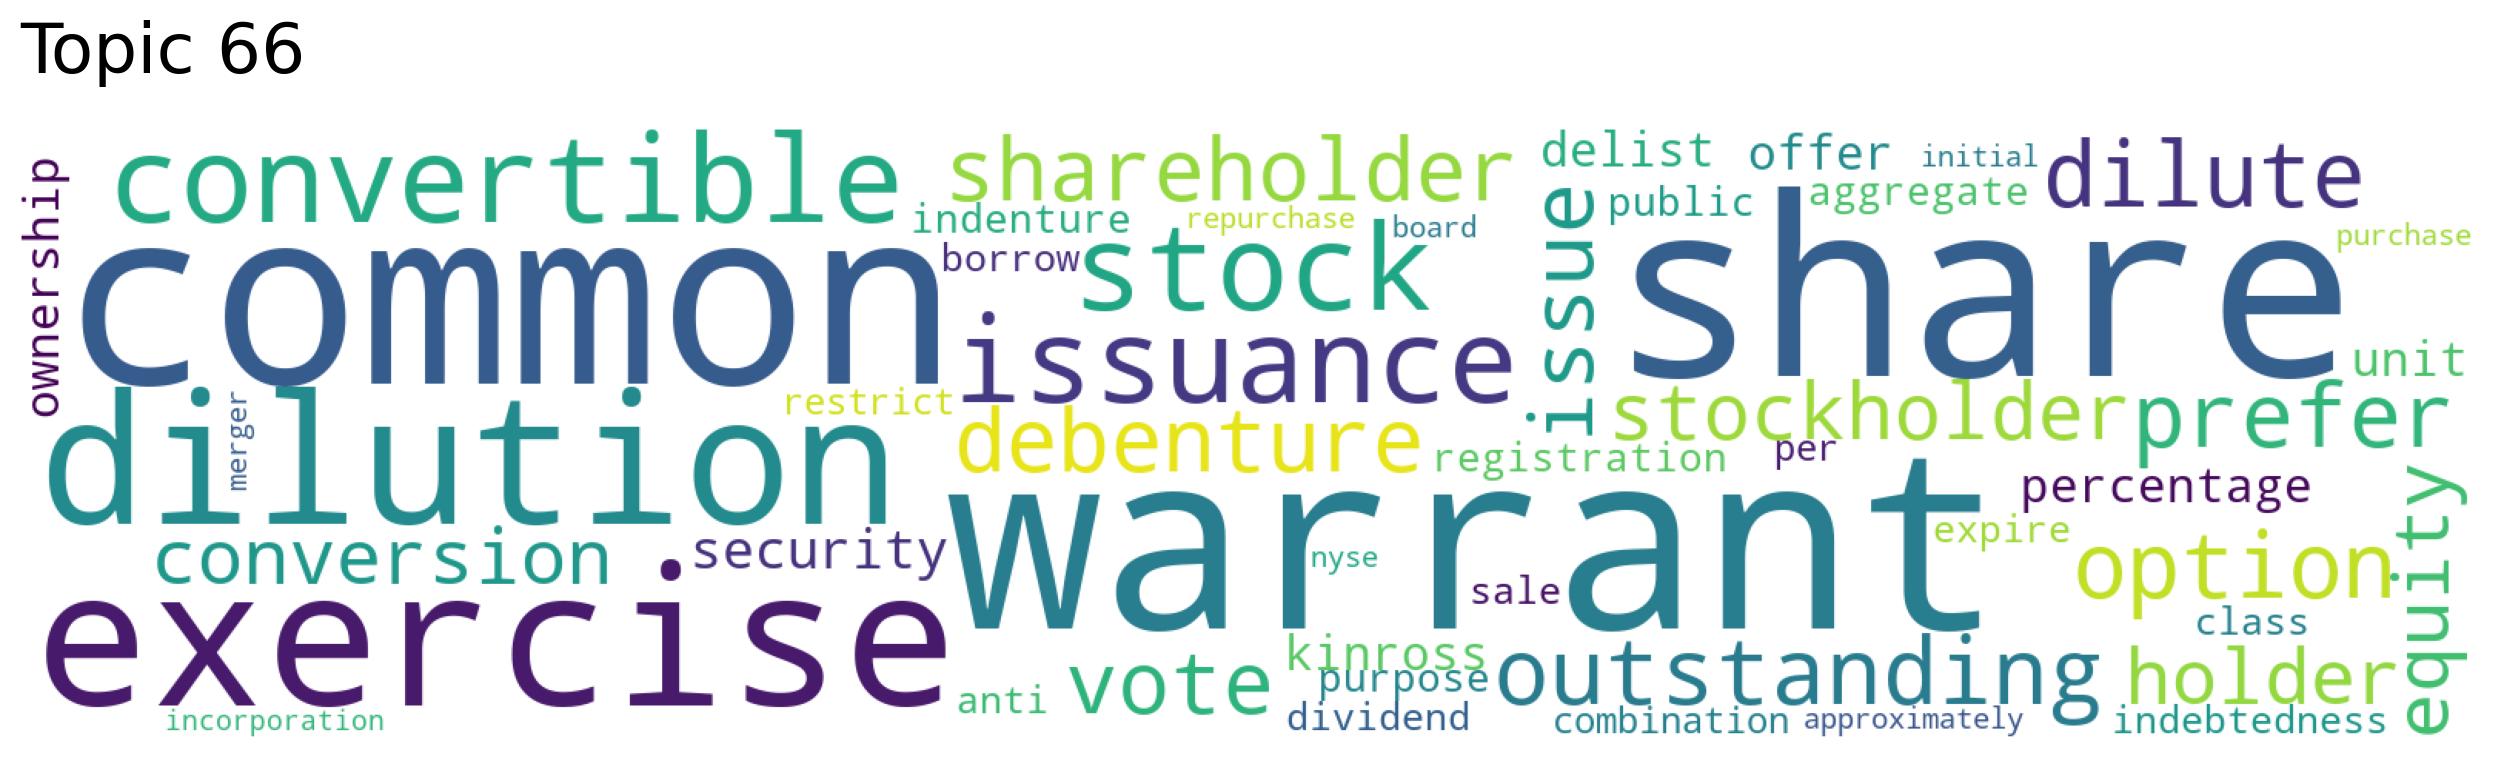 Topic 66
ownership
convertible
shareholder
delist
offer
initial
dilute
indenture
repurchase
board
issue
public
aggregate
purchase
common
borrow
stock
share
issuance
unit
dilution
merger
restrict
debenture
stockholder
prefer
registration
per
percentage
conversion
.
security
warrant
nyse
sale
expire
option
equity
class
exercise
kinross
anti
vote
purpose
outstanding
holder
incorporation
dividend
combination
approximately
indebtedness